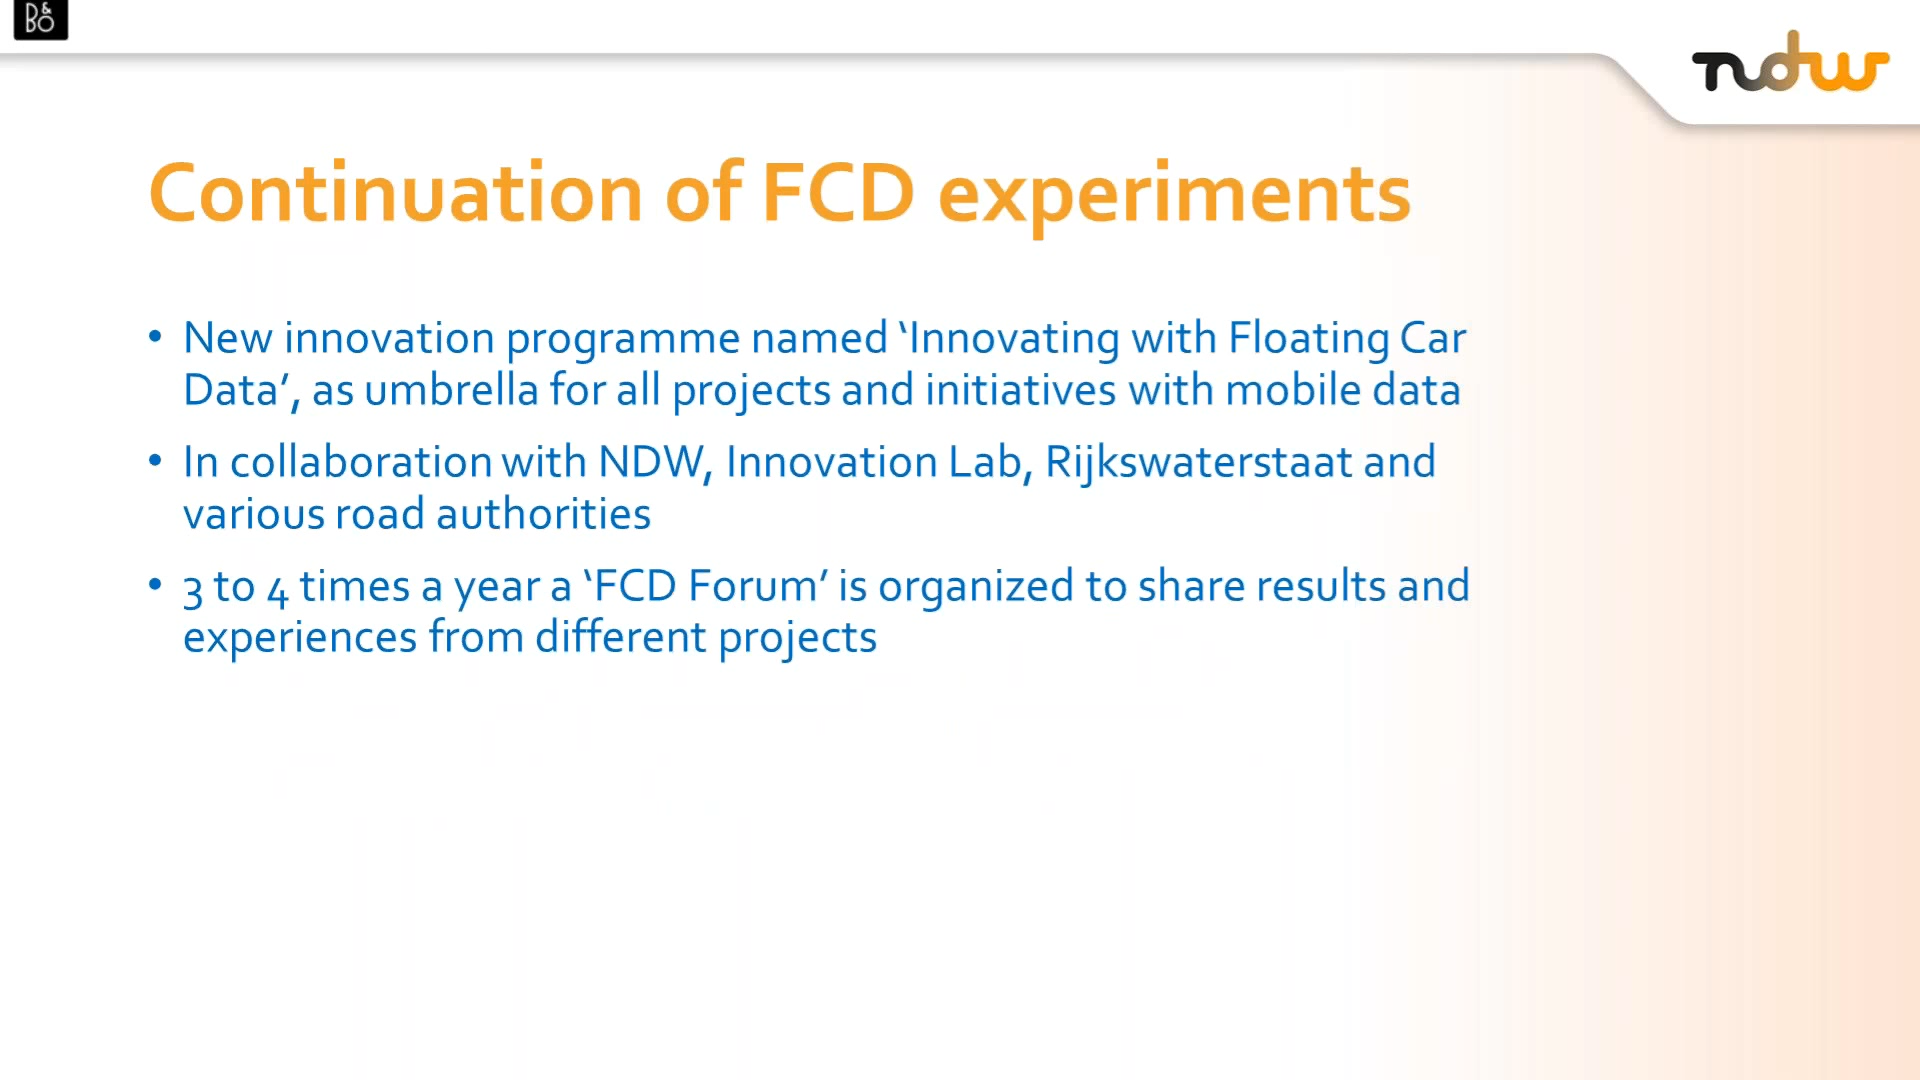 B&O
ndw
Continuation of FCD experiments
• New innovation programme named ‘Innovating with Floating Car
Data’, as umbrella for all projects and initiatives with mobile data
• In collaboration with NDW, Innovation Lab, Rijkswaterstaat and
various road authorities
• 3 to 4 times a year a ‘FCD Forum’ is organized to share results and
experiences from different projects